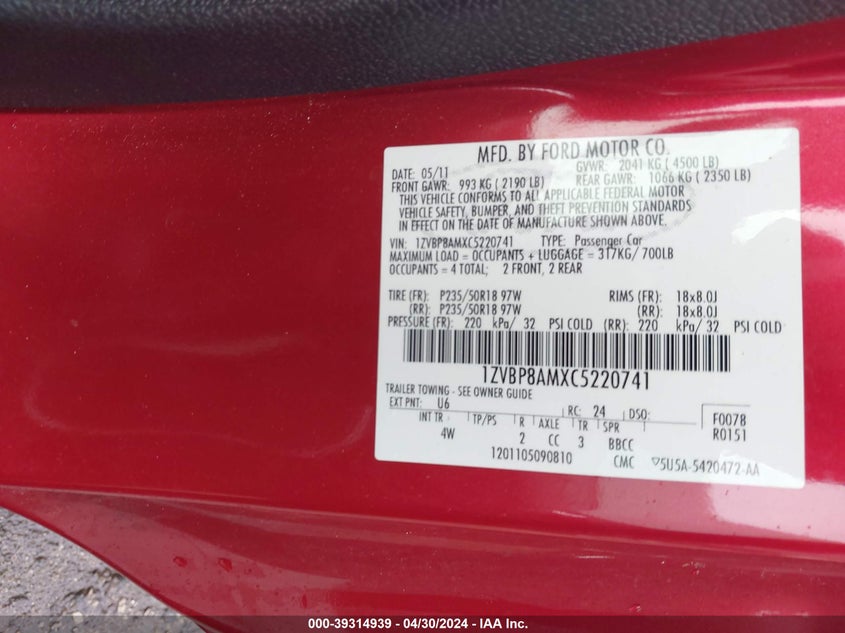 MFD. BY FORD MOTOR CO.
DATE: 05/11 GVWR: 2041 KG ( 4500 LB)
FRONT GAWR: 993 KG ( 2190 LB) REAR GAWR: 1066 KG ( 2350 LB)
THIS VEHICLE CONFORMS TO ALL APPLICABLE FEDERAL MOTOR
VEHICLE SAFETY, BUMPER, AND THEFT PREVENTION STANDARDS
IN EFFECT ON THE DATE OF MANUFACTURE SHOWN ABOVE.
VIN: 1ZVBP8AMXC5220741 TYPE: Passenger Car
MAXIMUM LOAD = OCCUPANTS + LUGGAGE = 317KG/ 700LB
OCCUPANTS = 4 TOTAL; 2 FRONT, 2 REAR
TIRE (FR): P235/50R18 97W RIMS (FR): 18x8.0J
(RR): P235/50R18 97W (RR): 18x8.0J
PRESSURE (FR): 220 kPa/ 32 PSI COLD (RR): 220 kPa/ 32 PSI COLD
1ZVBP8AMXC5220741
TRAILER TOWING - SEE OWNER GUIDE
EXT PNT: U6 RC: 24 DSO: F0078
INT TR TP/PS R AXLE TR SPR R0151
4W 2 CC 3 BBCC
1201105090810 CMC 5U5A-5420472-AA
000-39314939 - 04/30/2024 - IAA Inc.